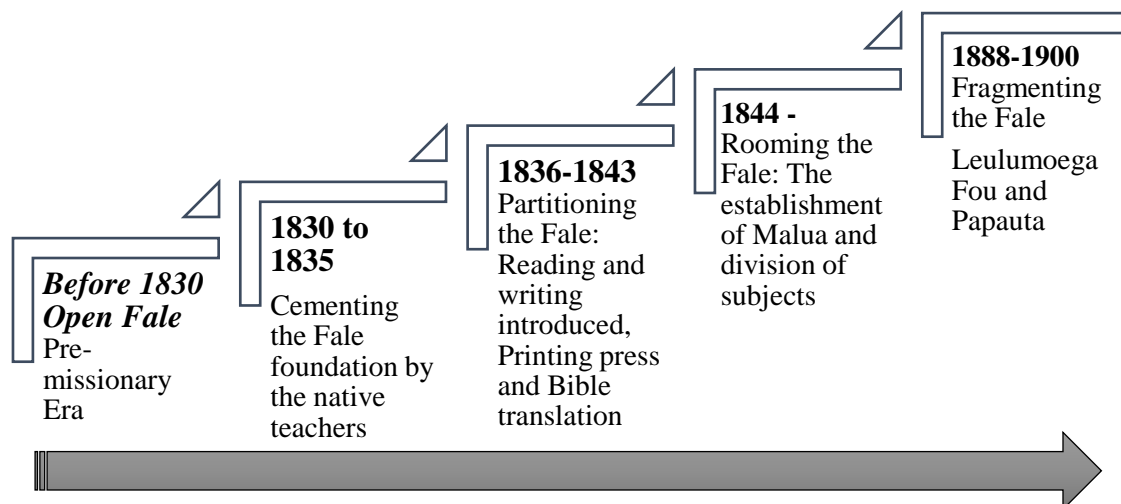 Before 1830
Open Fale
Pre-
missionary
Era
1830 to
1835
Cementing
the Fale
foundation by
the native
teachers
1836-1843
Partitioning
the Fale:
Reading and
writing
introduced,
Printing press
and Bible
translation
1844 -
Rooming the
Fale: The
establishment
of Malua and
division of
subjects
1888-1900
Fragmenting
the Fale
Leulumoega
Fou and
Papauta